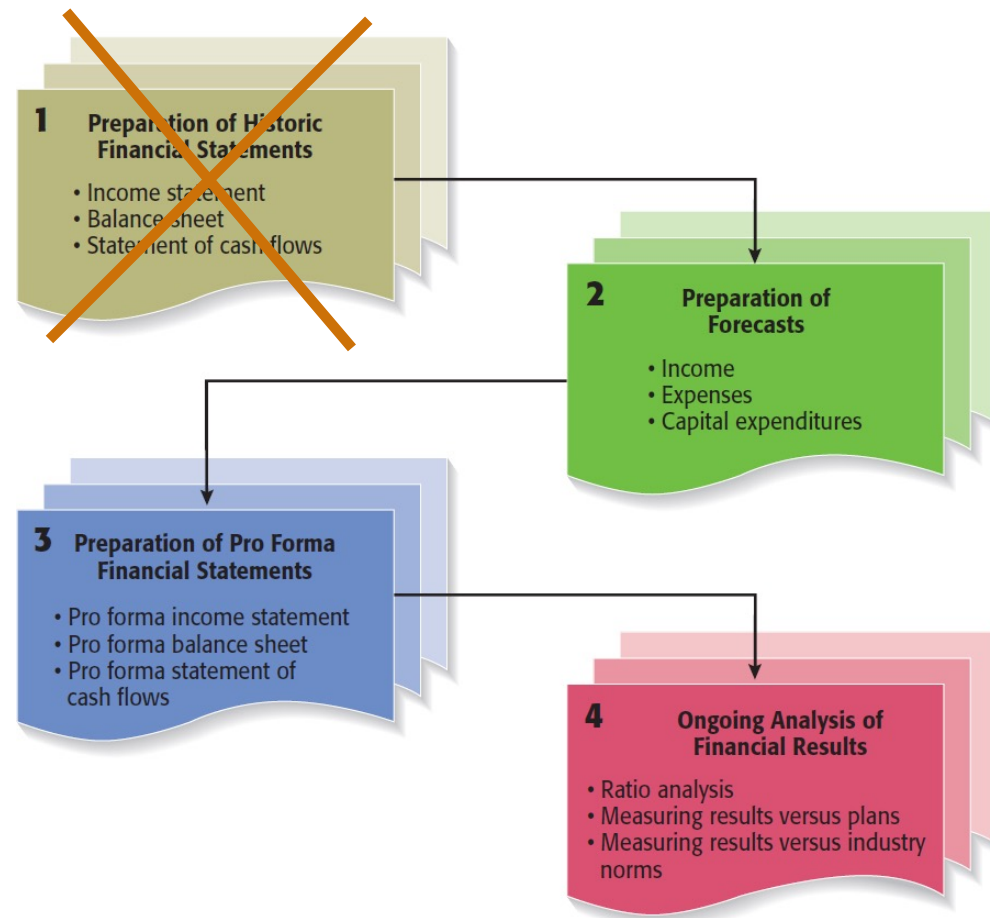 1 Preparation of Historic
Financial Statements
• Income statement
• Balance sheet
• Statement of cash flows
2 Preparation of
Forecasts
• Income
• Expenses
• Capital expenditures
3 Preparation of Pro Forma
Financial Statements
• Pro forma income statement
• Pro forma balance sheet
• Pro forma statement of
cash flows
4 Ongoing Analysis of
Financial Results
• Ratio analysis
• Measuring results versus plans
• Measuring results versus industry
norms